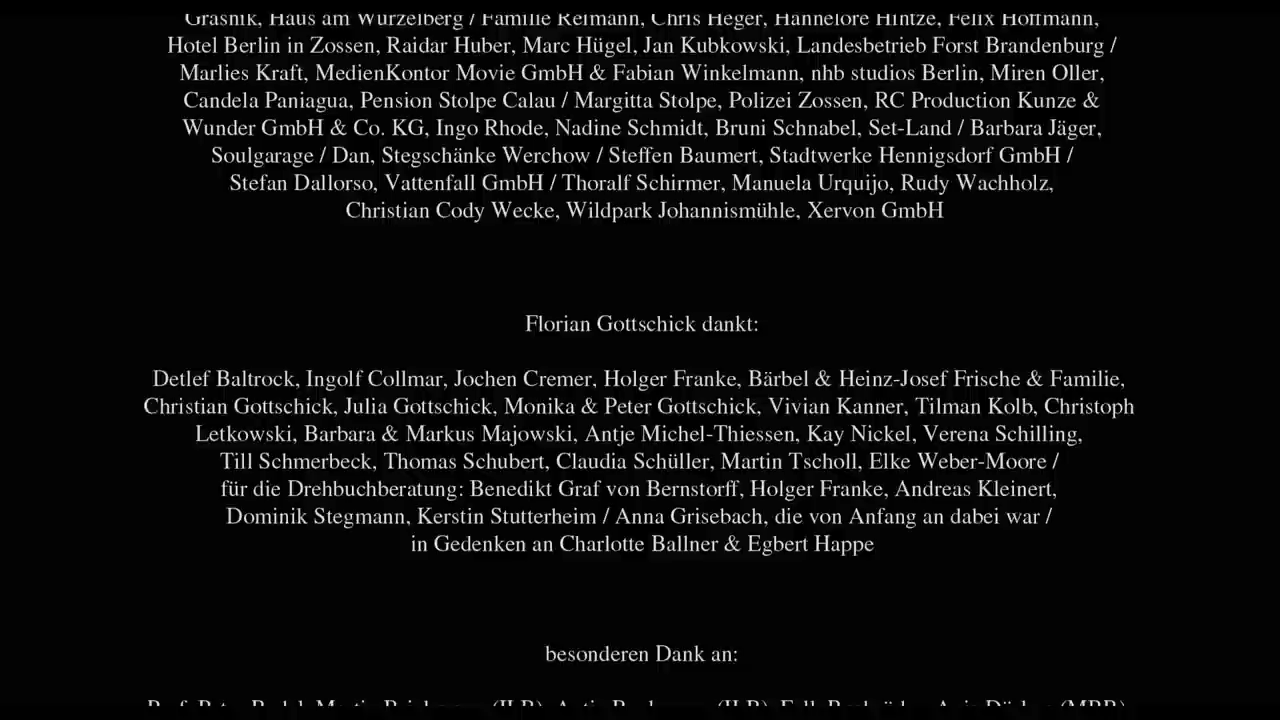 Grasnik, Haus am Wurzelberg / Familie Reimann, Chris Heger, Hannelore Hintze, Felix Hoffmann,
Hotel Berlin in Zossen, Raidar Huber, Marc Hügel, Jan Kubkowski, Landesbetrieb Forst Brandenburg /
Marlies Kraft, MedienKontor Movie GmbH & Fabian Winkelmann, nhb studios Berlin, Miren Oller,
Candela Paniagua, Pension Stolpe Calau / Margitta Stolpe, Polizei Zossen, RC Production Kunze &
Wunder GmbH & Co. KG, Ingo Rhode, Nadine Schmidt, Bruni Schnabel, Set-Land / Barbara Jäger,
Soulgarage / Dan, Stegschänke Werchow / Steffen Baumert, Stadtwerke Hennigsdorf GmbH /
Stefan Dallorso, Vattenfall GmbH / Thoralf Schirmer, Manuela Urquijo, Rudy Wachholz,
Christian Cody Wecke, Wildpark Johannismühle, Xervon GmbH
Florian Gottschick dankt:
Detlef Baltrock, Ingolf Collmar, Jochen Cremer, Holger Franke, Bärbel & Heinz-Josef Frische & Familie,
Christian Gottschick, Julia Gottschick, Monika & Peter Gottschick, Vivian Kanner, Tilman Kolb, Christoph
Letkowski, Barbara & Markus Majowski, Antje Michel-Thiessen, Kay Nickel, Verena Schilling,
Till Schmerbeck, Thomas Schubert, Claudia Schüller, Martin Tscholl, Elke Weber-Moore /
für die Drehbuchberatung: Benedikt Graf von Bernstorff, Holger Franke, Andreas Kleinert,
Dominik Stegmann, Kerstin Stutterheim / Anna Grisebach, die von Anfang an dabei war /
in Gedenken an Charlotte Ballner & Egbert Happe
besonderen Dank an: